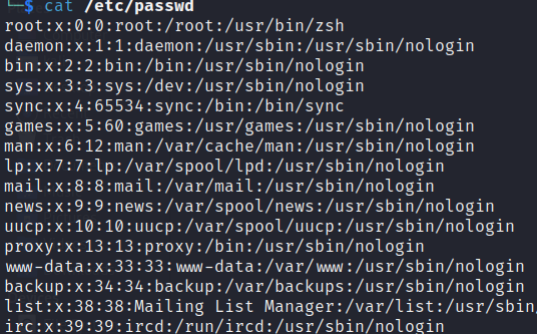 └─$ cat /etc/passwd
root:x:0:0:root:/root:/usr/bin/zsh
daemon:x:1:1:daemon:/usr/sbin:/usr/sbin/nologin
bin:x:2:2:bin:/bin:/usr/sbin/nologin
sys:x:3:3:sys:/dev:/usr/sbin/nologin
sync:x:4:65534:sync:/bin:/bin/sync
games:x:5:60:games:/usr/games:/usr/sbin/nologin
man:x:6:12:man:/var/cache/man:/usr/sbin/nologin
lp:x:7:7:lp:/var/spool/lpd:/usr/sbin/nologin
mail:x:8:8:mail:/var/mail:/usr/sbin/nologin
news:x:9:9:news:/var/spool/news:/usr/sbin/nologin
uucp:x:10:10:uucp:/var/spool/uucp:/usr/sbin/nologin
proxy:x:13:13:proxy:/bin:/usr/sbin/nologin
www-data:x:33:33:www-data:/var/www:/usr/sbin/nologin
backup:x:34:34:backup:/var/backups:/usr/sbin/nologin
list:x:38:38:Mailing List Manager:/var/list:/usr/sbin
irc:x:39:39:ircd:/run/ircd:/usr/sbin/nologin